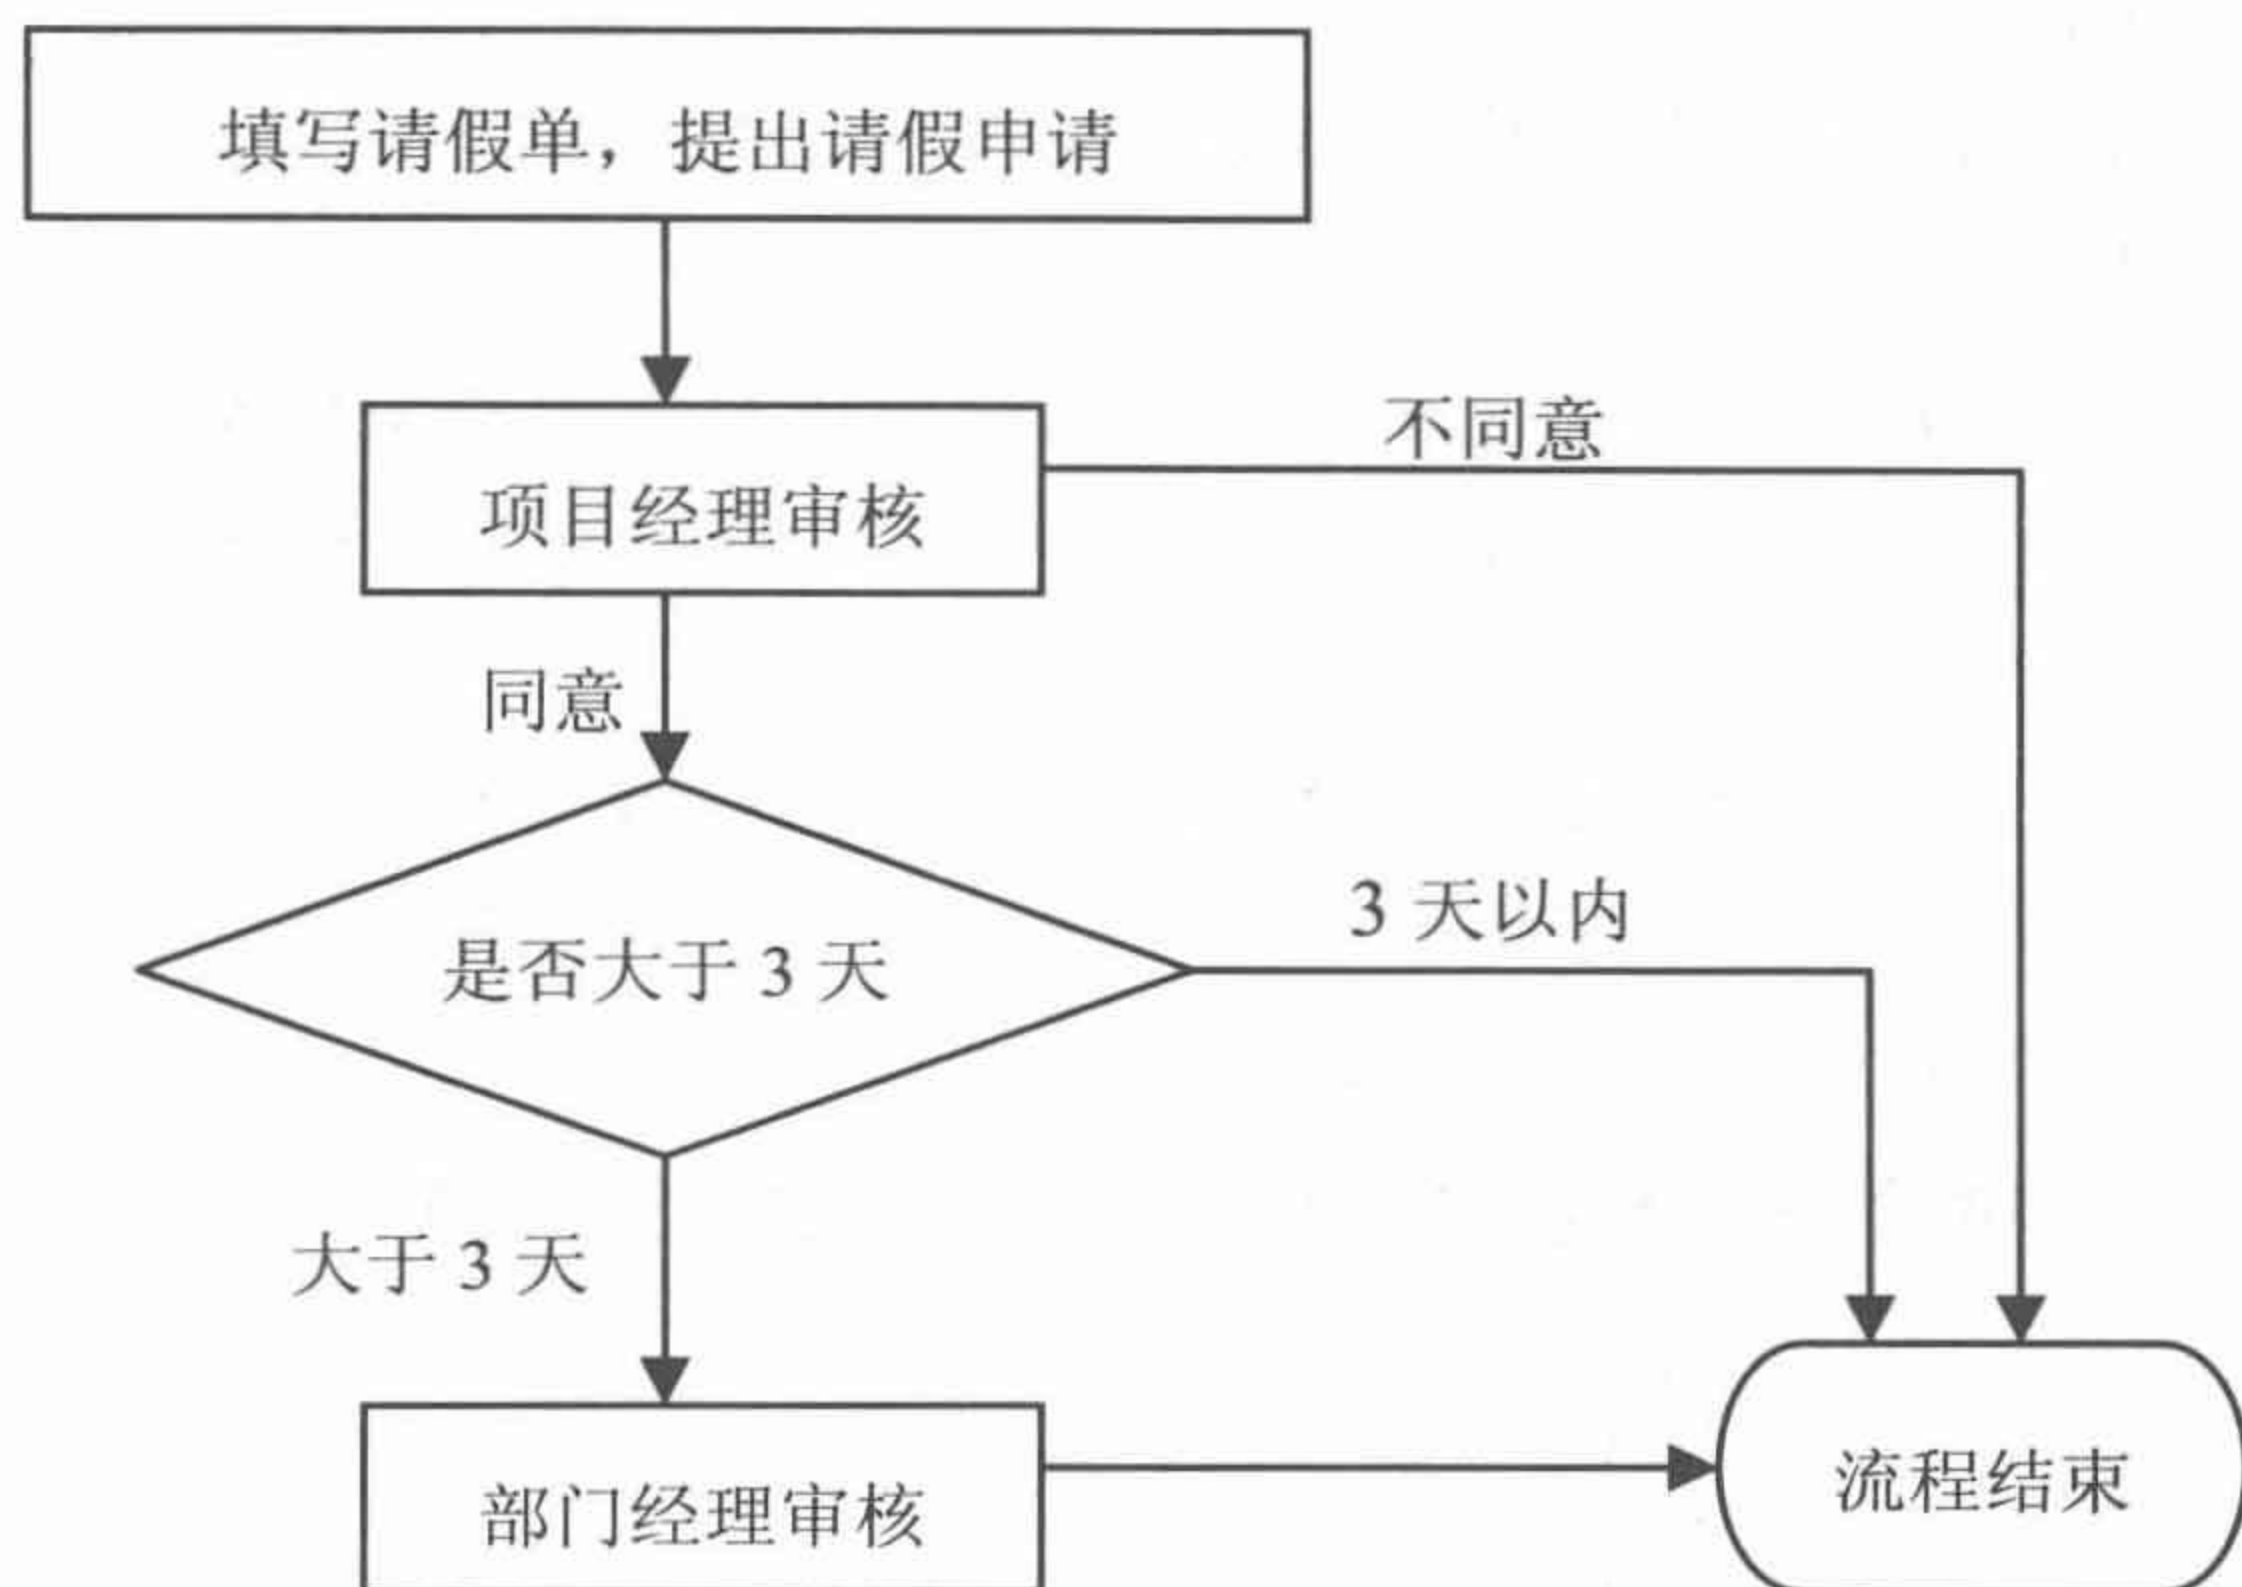 填写请假单，提出请假申请
不同意
项目经理审核
同意
3 天以内
是否大于 3 天
大于 3 天
部门经理审核
流程结束